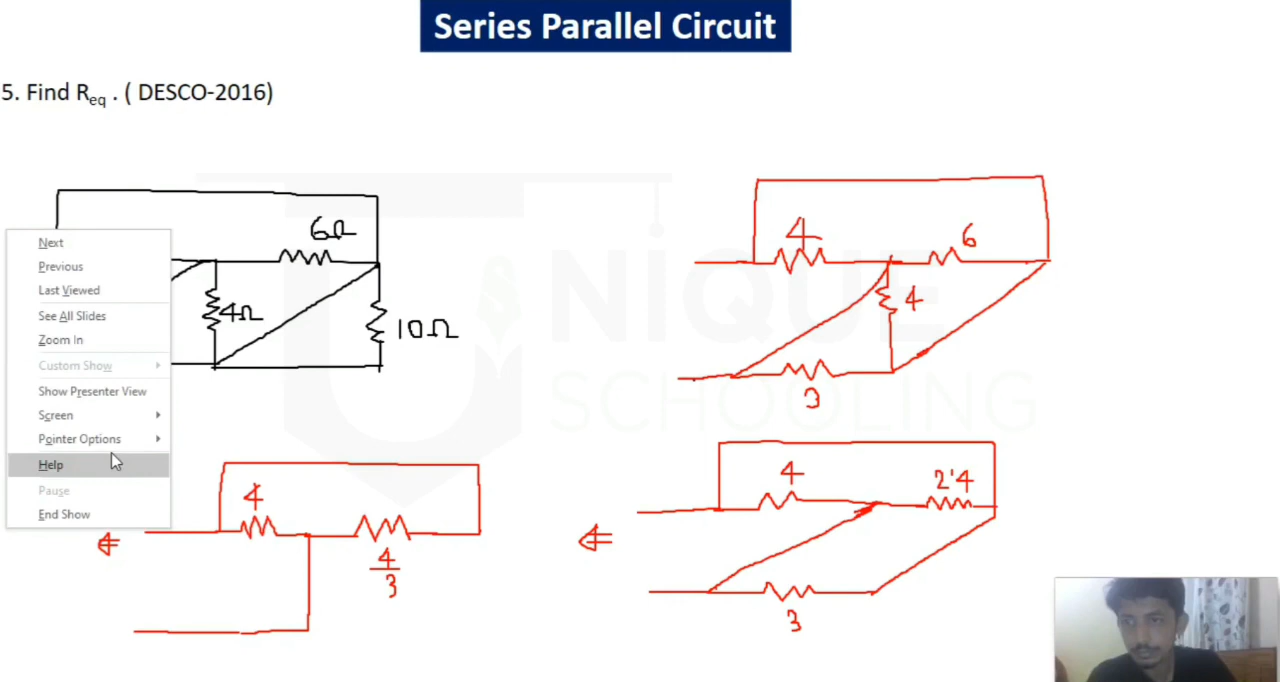 Series Parallel Circuit
5. Find Req . ( DESCO-2016)
6Ω
4Ω
10Ω
Next
Previous
Last Viewed
See All Slides
Zoom In
Custom Show
Show Presenter View
Screen
Pointer Options
Help
Pause
End Show
4
6
4
3
NIQUE
SCHOOLING
4
4
3
4
2'4
3